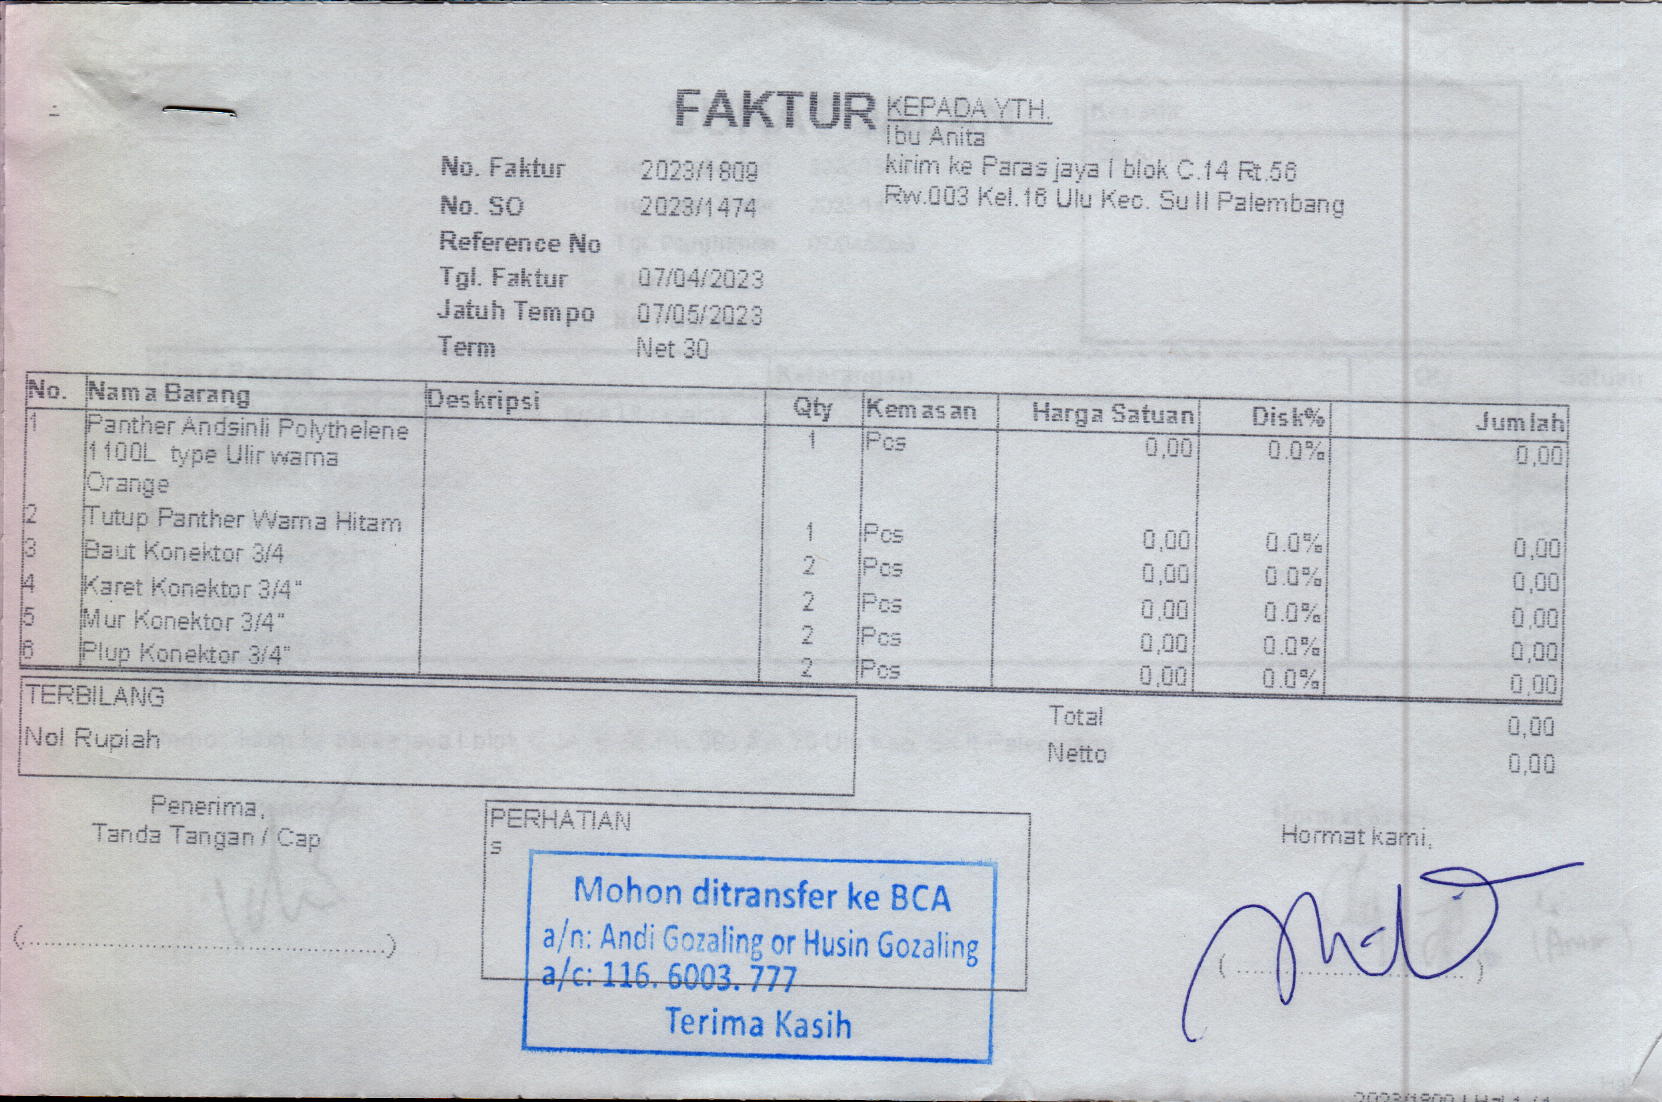 FAKTUR
KEPADA YTH.
Ibu Anita
kirim ke Paras jaya I blok C.14 Rt.56
Rw.003 Kel.16 Ulu Kec. Su II Palembang
No. Faktur 2023/1809
No. SO 2023/1474
Reference No
Tgl. Faktur 07/04/2023
Jatuh Tempo 07/05/2023
Term Net 30
No. Nama Barang Deskripsi Qty Kemasan Harga Satuan Disk% Jumlah
1 Panther Andsinli Polythelene 1 Pcs 0,00 0.0% 0,00
1100L type Ulir warna
Orange
2 Tutup Panther Warna Hitam 1 Pcs 0,00 0.0% 0,00
3 Baut Konektor 3/4 2 Pcs 0,00 0.0% 0,00
4 Karet Konektor 3/4" 2 Pcs 0,00 0.0% 0,00
5 Mur Konektor 3/4" 2 Pcs 0,00 0.0% 0,00
6 Plup Konektor 3/4" 2 Pcs 0,00 0.0% 0,00
TERBILANG
Nol Rupiah
Total 0,00
Netto 0,00
Penerima,
Tanda Tangan / Cap
(..................................................)
PERHATIAN
s
Mohon ditransfer ke BCA
a/n: Andi Gozaling or Husin Gozaling
a/c: 116. 6003. 777
Terima Kasih
Hormat kami,